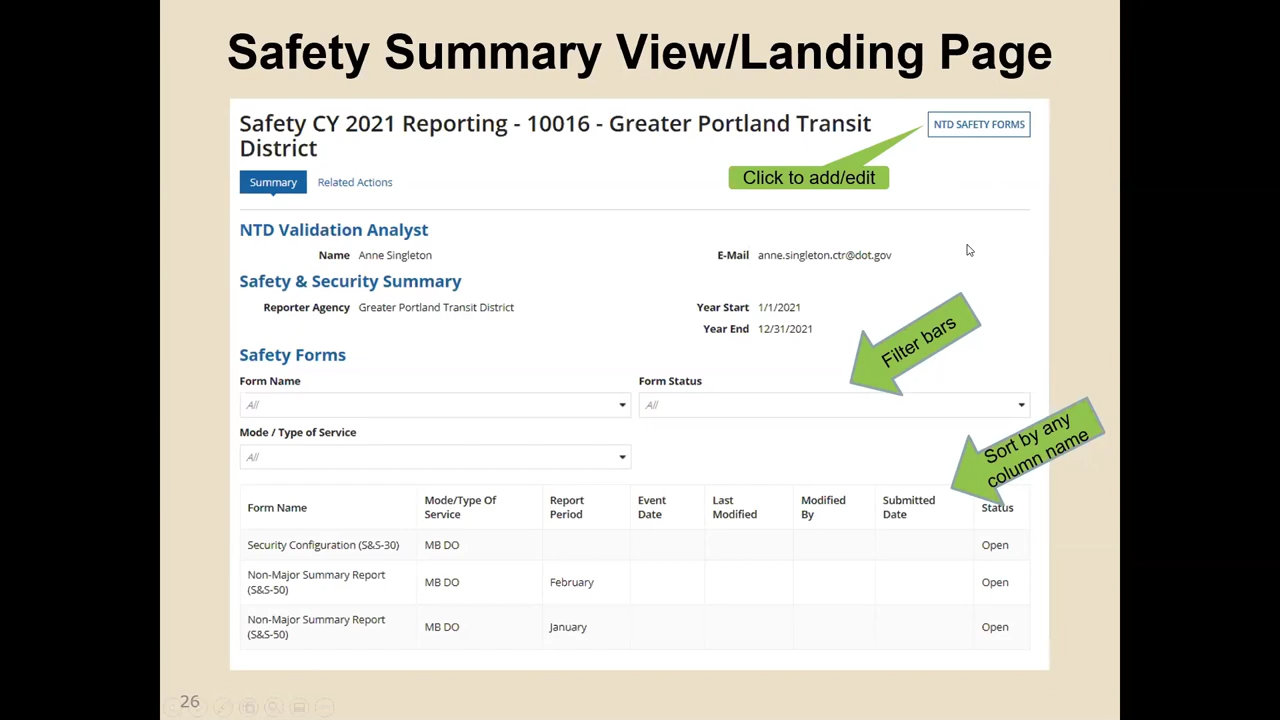 Safety Summary View/Landing Page
Safety CY 2021 Reporting - 10016 - Greater Portland Transit
District
NTD SAFETY FORMS
Click to add/edit
Summary
Related Actions
NTD Validation Analyst
Name Anne Singleton
E-Mail anne.singleton.ctr@dot.gov
Safety & Security Summary
Reporter Agency Greater Portland Transit District
Year Start 1/1/2021
Year End 12/31/2021
Filter bars
Safety Forms
Form Name
Form Status
All
All
Mode / Type of Service
All
Sort by any
column name
Form Name
Mode/Type Of
Service
Report
Period
Event
Date
Last
Modified
Modified
By
Submitted
Date
Status
Security Configuration (S&S-30) MB DO Open
Non-Major Summary Report
(S&S-50)
MB DO February Open
Non-Major Summary Report
(S&S-50)
MB DO January Open
26